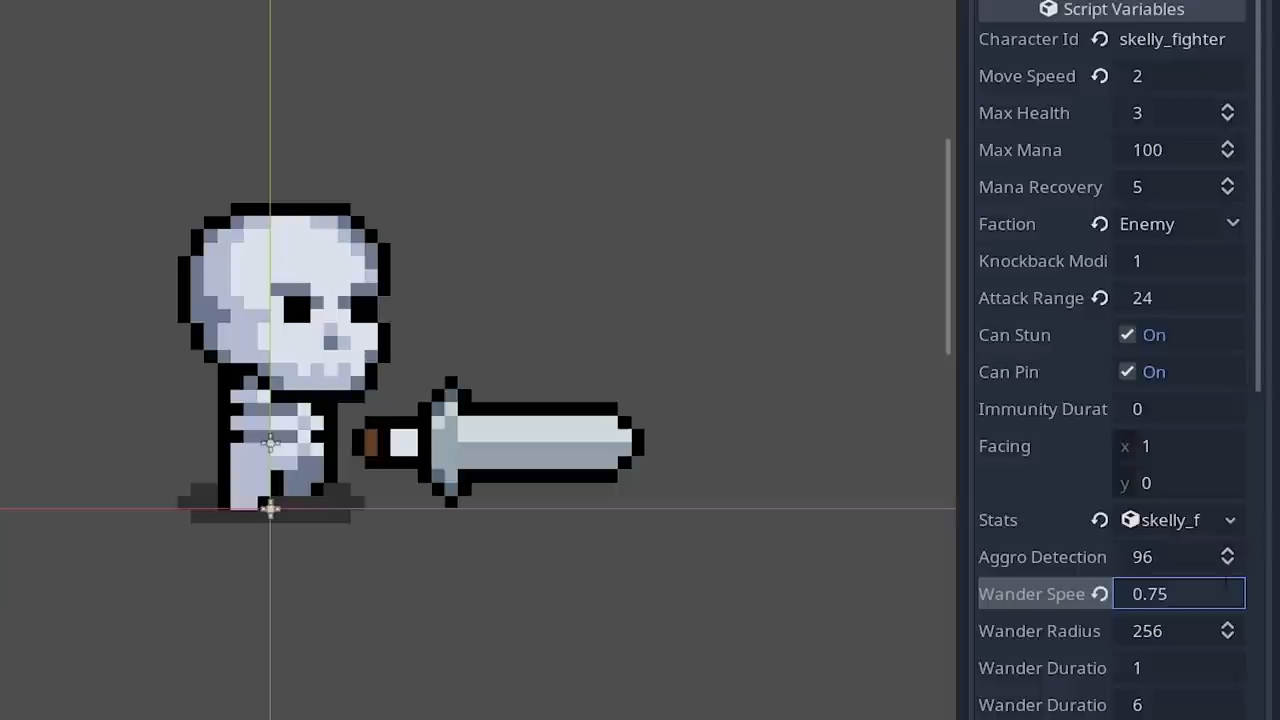 Script Variables
Character Id skelly_fighter
Move Speed 2
Max Health 3
Max Mana 100
Mana Recovery 5
Faction Enemy
Knockback Modi 1
Attack Range 24
Can Stun On
Can Pin On
Immunity Durat 0
Facing x 1
y 0
Stats skelly_f
Aggro Detection 96
Wander Spee 0.75
Wander Radius 256
Wander Duratio 1
Wander Duratio 6